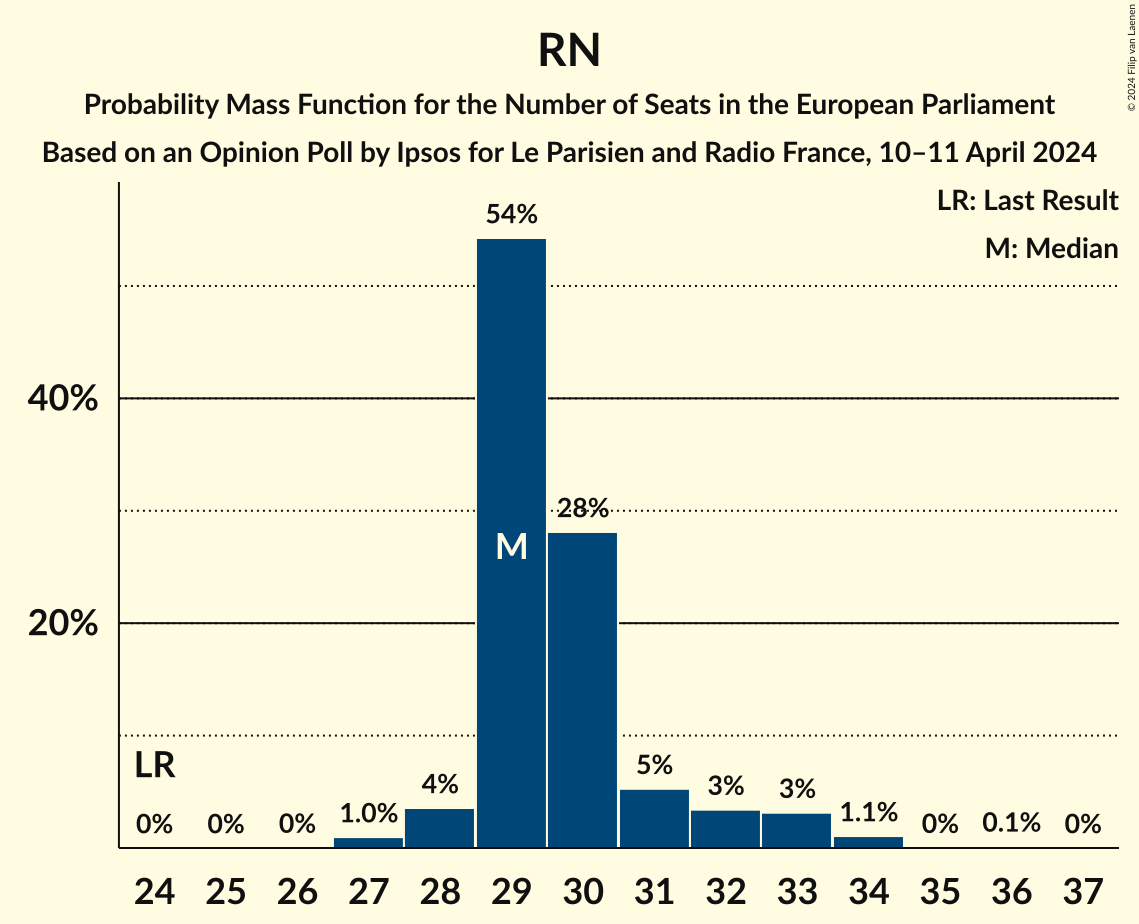 RN
Probability Mass Function for the Number of Seats in the European Parliament
Based on an Opinion Poll by Ipsos for Le Parisien and Radio France, 10–11 April 2024
© 2024 Filip van Laenen
LR: Last Result
M: Median
54%
40%
28%
M
20%
LR
0% 0% 0% 1.0% 4% 5% 3% 3% 1.1% 0% 0.1% 0%
24 25 26 27 28 29 30 31 32 33 34 35 36 37